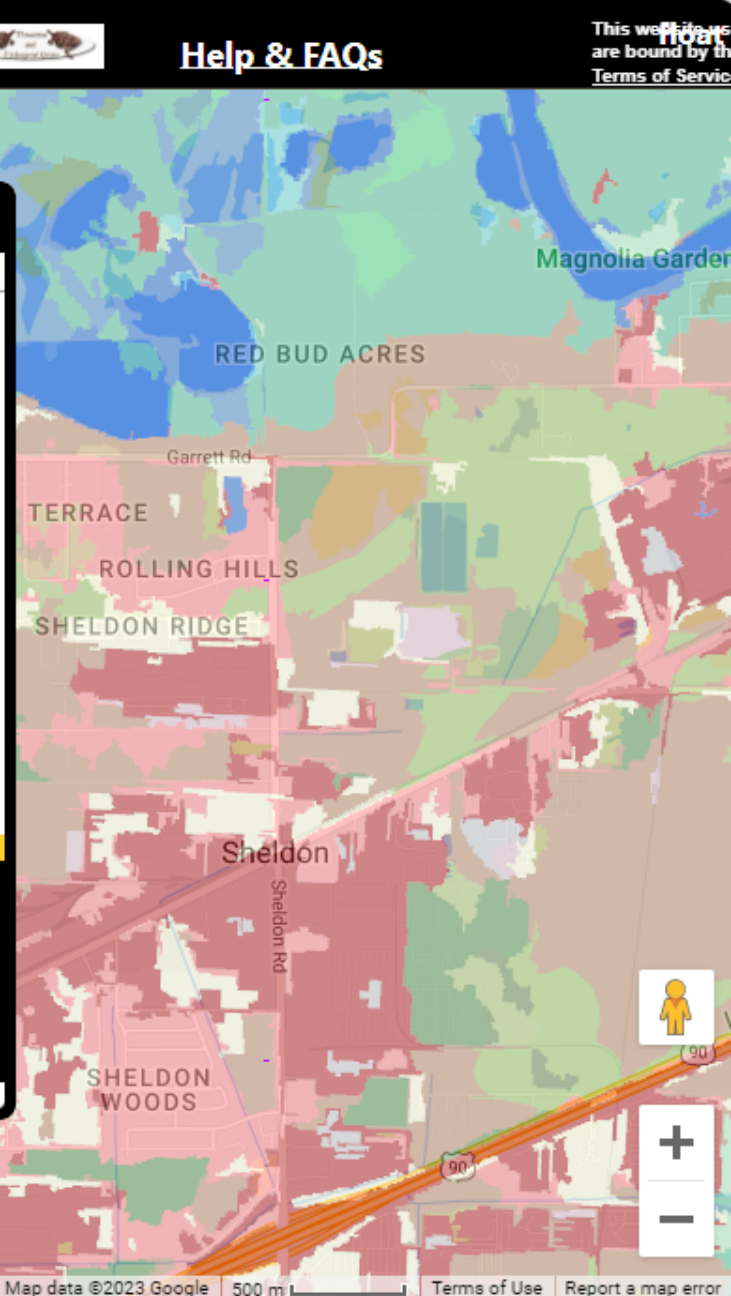 Help & FAQs
This website us
are bound by th
Terms of Servic
float
Magnolia Garden
RED BUD ACRES
Garrett Rd
TERRACE
ROLLING HILLS
SHELDON RIDGE
Sheldon
Sheldon Rd
SHELDON
WOODS
90
90
Map data ©2023 Google
500 m
Terms of Use
Report a map error